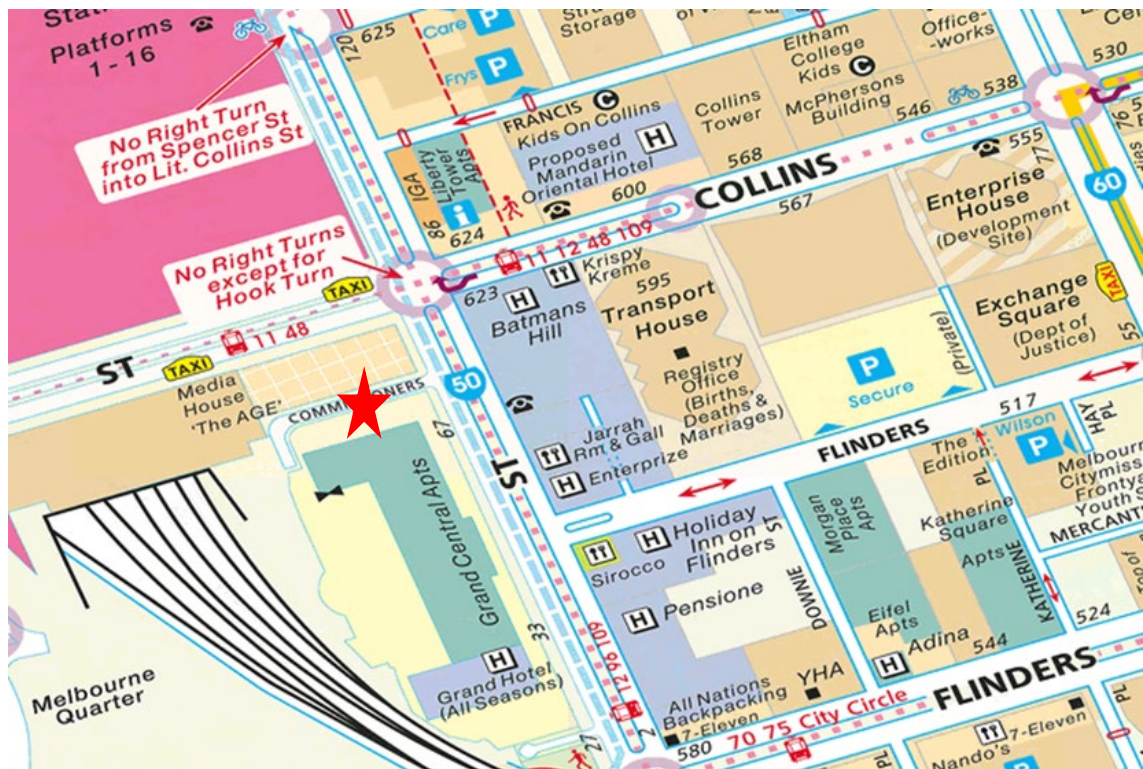 Platforms
1 - 16
No Right Turn
from Spencer St
into Lit. Collins St
120
625
Care P
Frys P
Storage
Eltham
College
Kids C
McPhersons
Building
546
Office-
-works
538
530
76
FRANCIS
C
Kids On Collins
H
Proposed
Mandarin
Oriental Hotel
600
Collins
Tower
568
IGA
Liberty
Tower
Apts
86
i
624
COLLINS
567
555
77
Enterprise
House
(Development
Site)
60
No Right Turns
except for
Hook Turn
TAXI
11 12 48 109
623
Krispy
Kreme
H
Batmans
Hill
595
Transport
House
Registry
Office
(Births,
Deaths &
Marriages)
P
Secure
(Private)
Exchange
Square
(Dept of
Justice)
TAXI
55
ST
TAXI
11 48
Media
House
'The AGE'
50
67
ST
Jarrah
Rm & Gall
H Enterprize
FLINDERS
517
Wilson
P
HAY
PL
The
Edition
PL
Katherine
Square
Apts
KATHERINE
Melbourne
Citymission
Frontyard
Youth S
524
Grand Central Apts
Sirocco
H
Holiday
Inn on
Flinders
ST
DOWNIE
Morgan
Place
Apts
H Pensione
Eifel
Apts
H Adina
544
33
H
Grand Hotel
(All Seasons)
12 96 109
Melbourne
Quarter
All Nations
Backpacking
7-Eleven
YHA
FLINDERS
27
2
580
70 75 City Circle
Nando's
7-Eleven
P
PL
PL